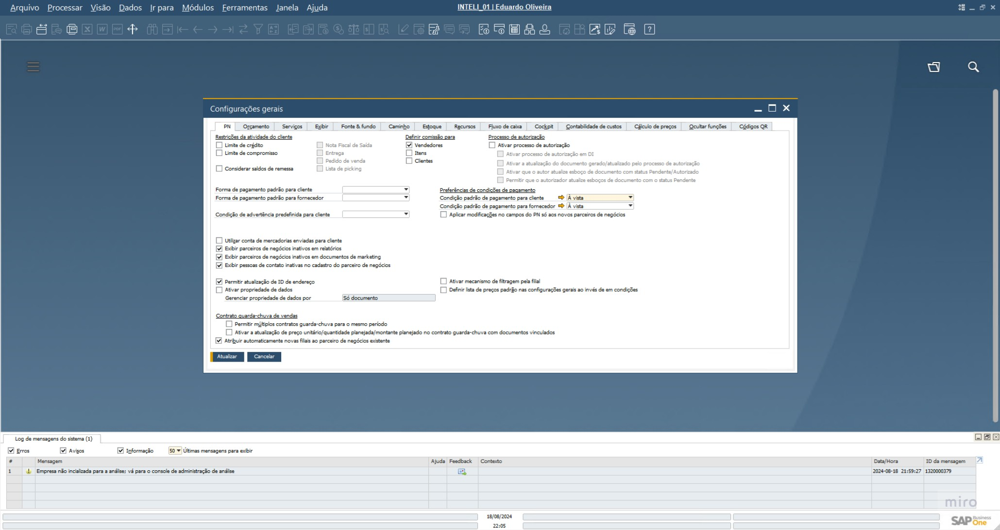 Arquivo Processar Visão Dados Ir para Módulos Ferramentas Janela Ajuda
INTELI_01 | Eduardo Oliveira
Configurações gerais
PN Orçamento Serviços Exibir Fonte & fundo Caminho Estoque Recursos Fluxo de caixa Cockpit Contabilidade de custos Cálculo de preços Ocultar funções Códigos QR
Restrições da atividade do cliente
Limite de crédito
Limite de compromisso
Considerar saldos de remessa
Nota Fiscal de Saída
Entrega
Pedido de venda
Lista de picking
Definir comissão para
Vendedores
Itens
Clientes
Processo de autorização
Ativar processo de autorização
Ativar processo de autorização em DI
Ativar a atualização do documento gerado/atualizado pelo processo de autorização
Ativar que o autor atualize esboço de documento com status Pendente/Autorizado
Permitir que o autorizador atualize esboços de documento com o status Pendente
Forma de pagamento padrão para cliente
Forma de pagamento padrão para fornecedor
Condição de advertência predefinida para cliente
Preferências de condições de pagamento
Condição padrão de pagamento para cliente À vista
Condição padrão de pagamento para fornecedor À vista
Aplicar modificações no campos do PN só aos novos parceiros de negócios
Utilizar conta de mercadorias enviadas para cliente
Exibir parceiros de negócios inativos em relatórios
Exibir parceiros de negócios inativos em documentos de marketing
Exibir pessoas de contato inativas no cadastro do parceiro de negócios
Permitir atualização de ID de endereço
Ativar propriedade de dados
Gerenciar propriedade de dados por Só documento
Ativar mecanismo de filtragem pela filial
Definir lista de preços padrão nas configurações gerais ao invés de em condições
Contrato guarda-chuva de vendas
Permitir múltiplos contratos guarda-chuva para o mesmo período
Ativar a atualização de preço unitário/quantidade planejada/montante planejado no contrato guarda-chuva com documentos vinculados
Atribuir automaticamente novas filiais ao parceiro de negócios existente
Atualizar Cancelar
Log de mensagens do sistema (1)
Erros Avisos Informação 50 Últimas mensagens para exibir
# Mensagem Ajuda Feedback Contexto Data/Hora ID da mensagem
1 Empresa não incializada para a análise; vá para o console de administração de análise 2024-08-18 21:59:27 1320000379
miro
18/08/2024
22:05
SAP Business One